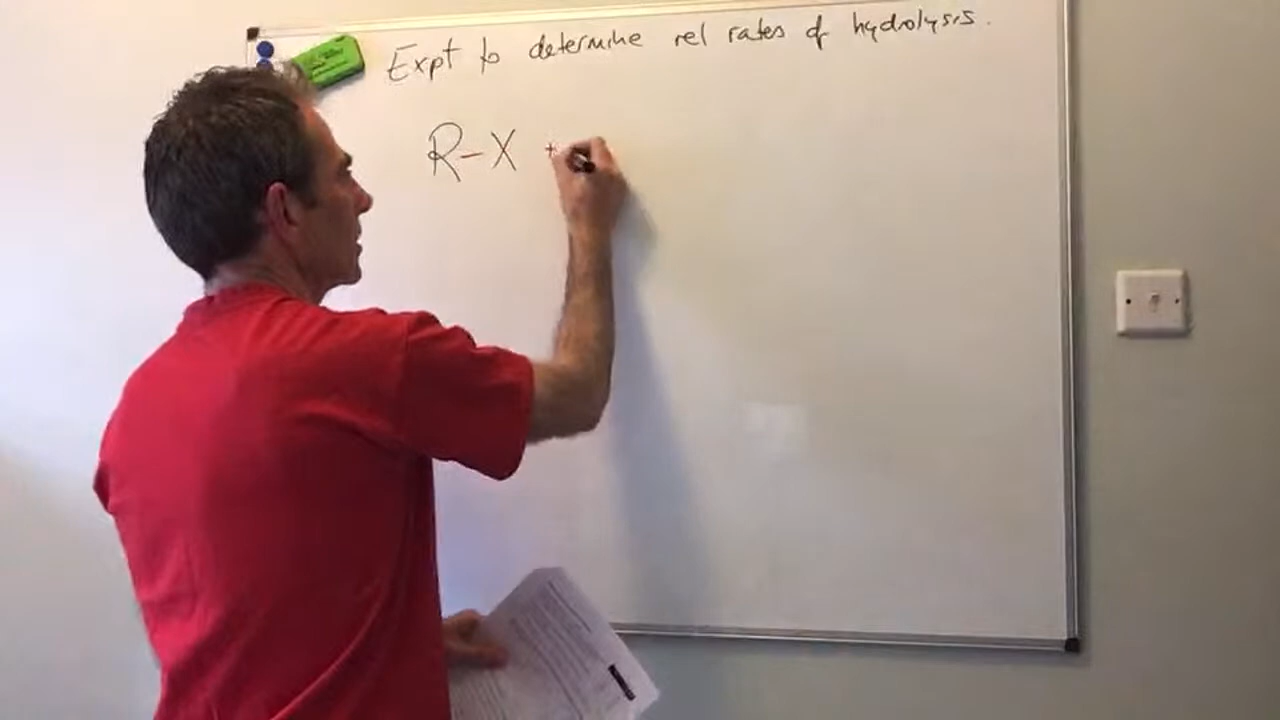 Expt to determine rel rates of hydrolysis.
R-X +